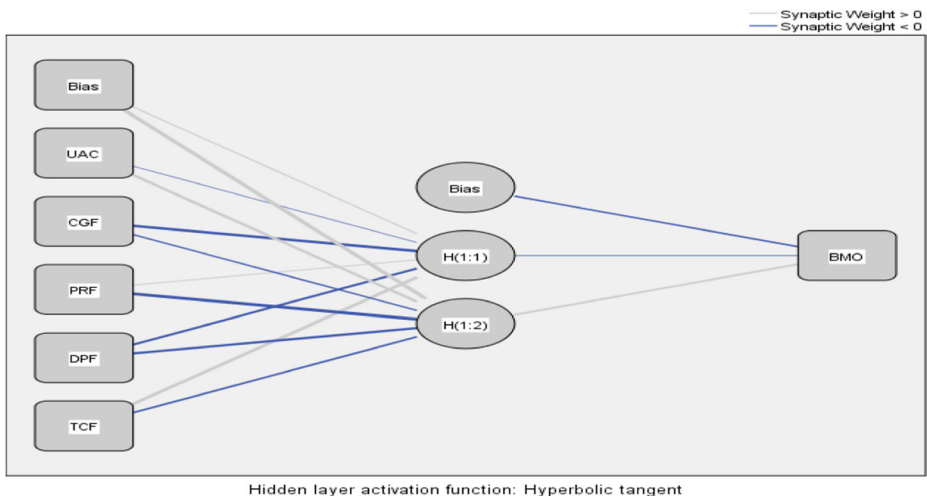 Synaptic Weight > 0
Synaptic Weight < 0
Bias
UAC
CGF
PRF
DPF
TCF
Bias
H(1:1)
H(1:2)
BMO
Hidden layer activation function: Hyperbolic tangent